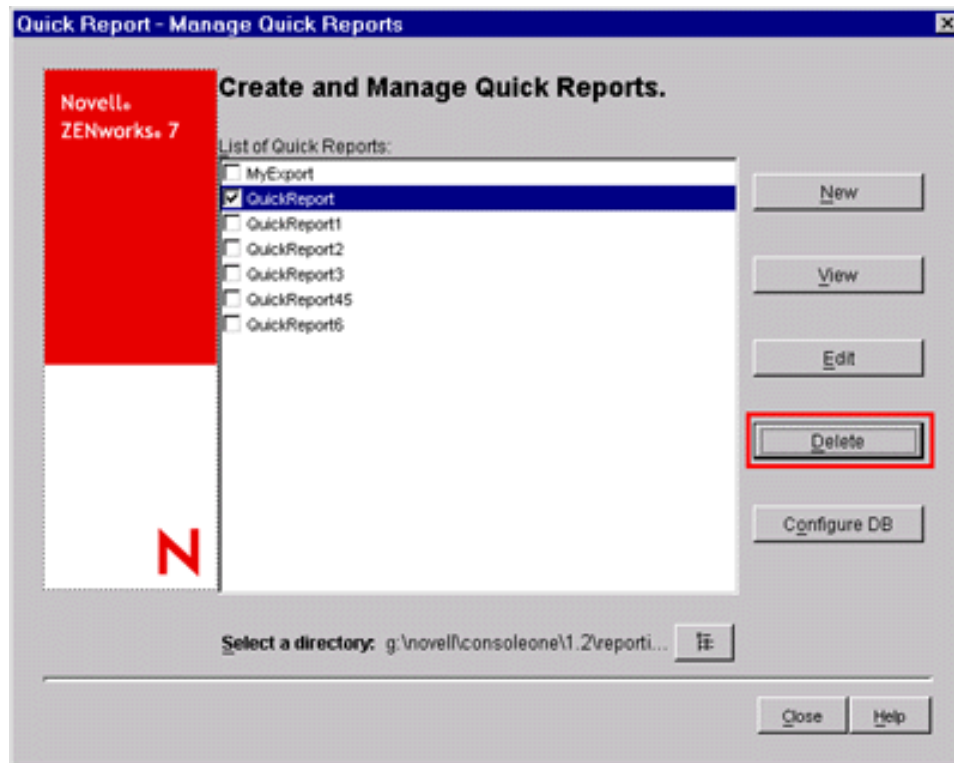 Quick Report - Manage Quick Reports
Novell®
ZENworks® 7
Create and Manage Quick Reports.
List of Quick Reports:
MyExport
QuickReport
QuickReport1
QuickReport2
QuickReport3
QuickReport45
QuickReport6
New
View
Edit
Delete
Configure DB
N
Select a directory: g:\novell\consoleone\1.2\reporti...
Close
Help